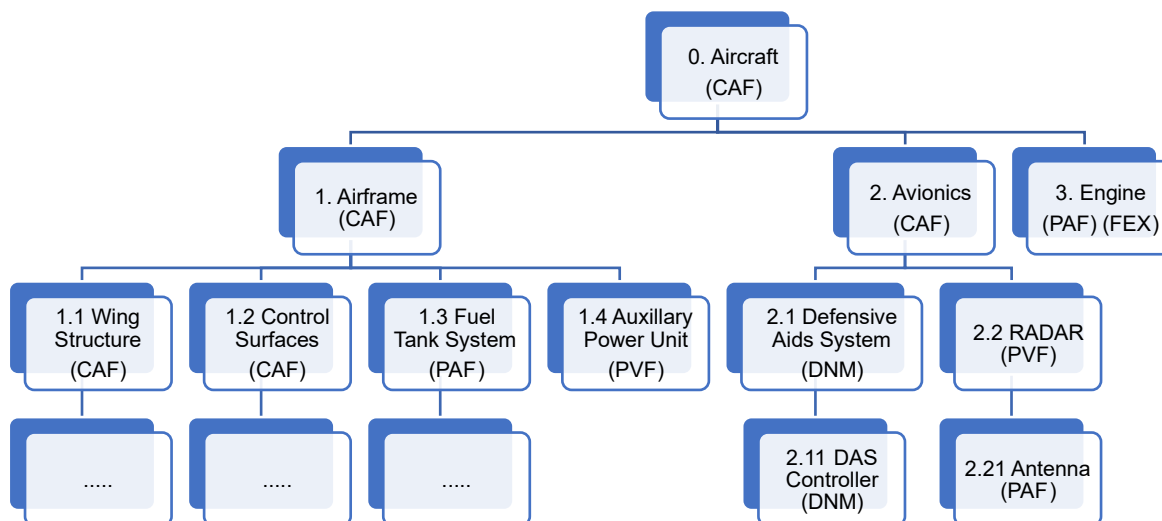 0. Aircraft
(CAF)
1. Airframe
(CAF)
2. Avionics
(CAF)
3. Engine
(PAF) (FEX)
1.1 Wing
Structure
(CAF)
1.2 Control
Surfaces
(CAF)
1.3 Fuel
Tank System
(PAF)
1.4 Auxillary
Power Unit
(PVF)
2.1 Defensive
Aids System
(DNM)
2.2 RADAR
(PVF)
.....
.....
.....
2.11 DAS
Controller
(DNM)
2.21 Antenna
(PAF)